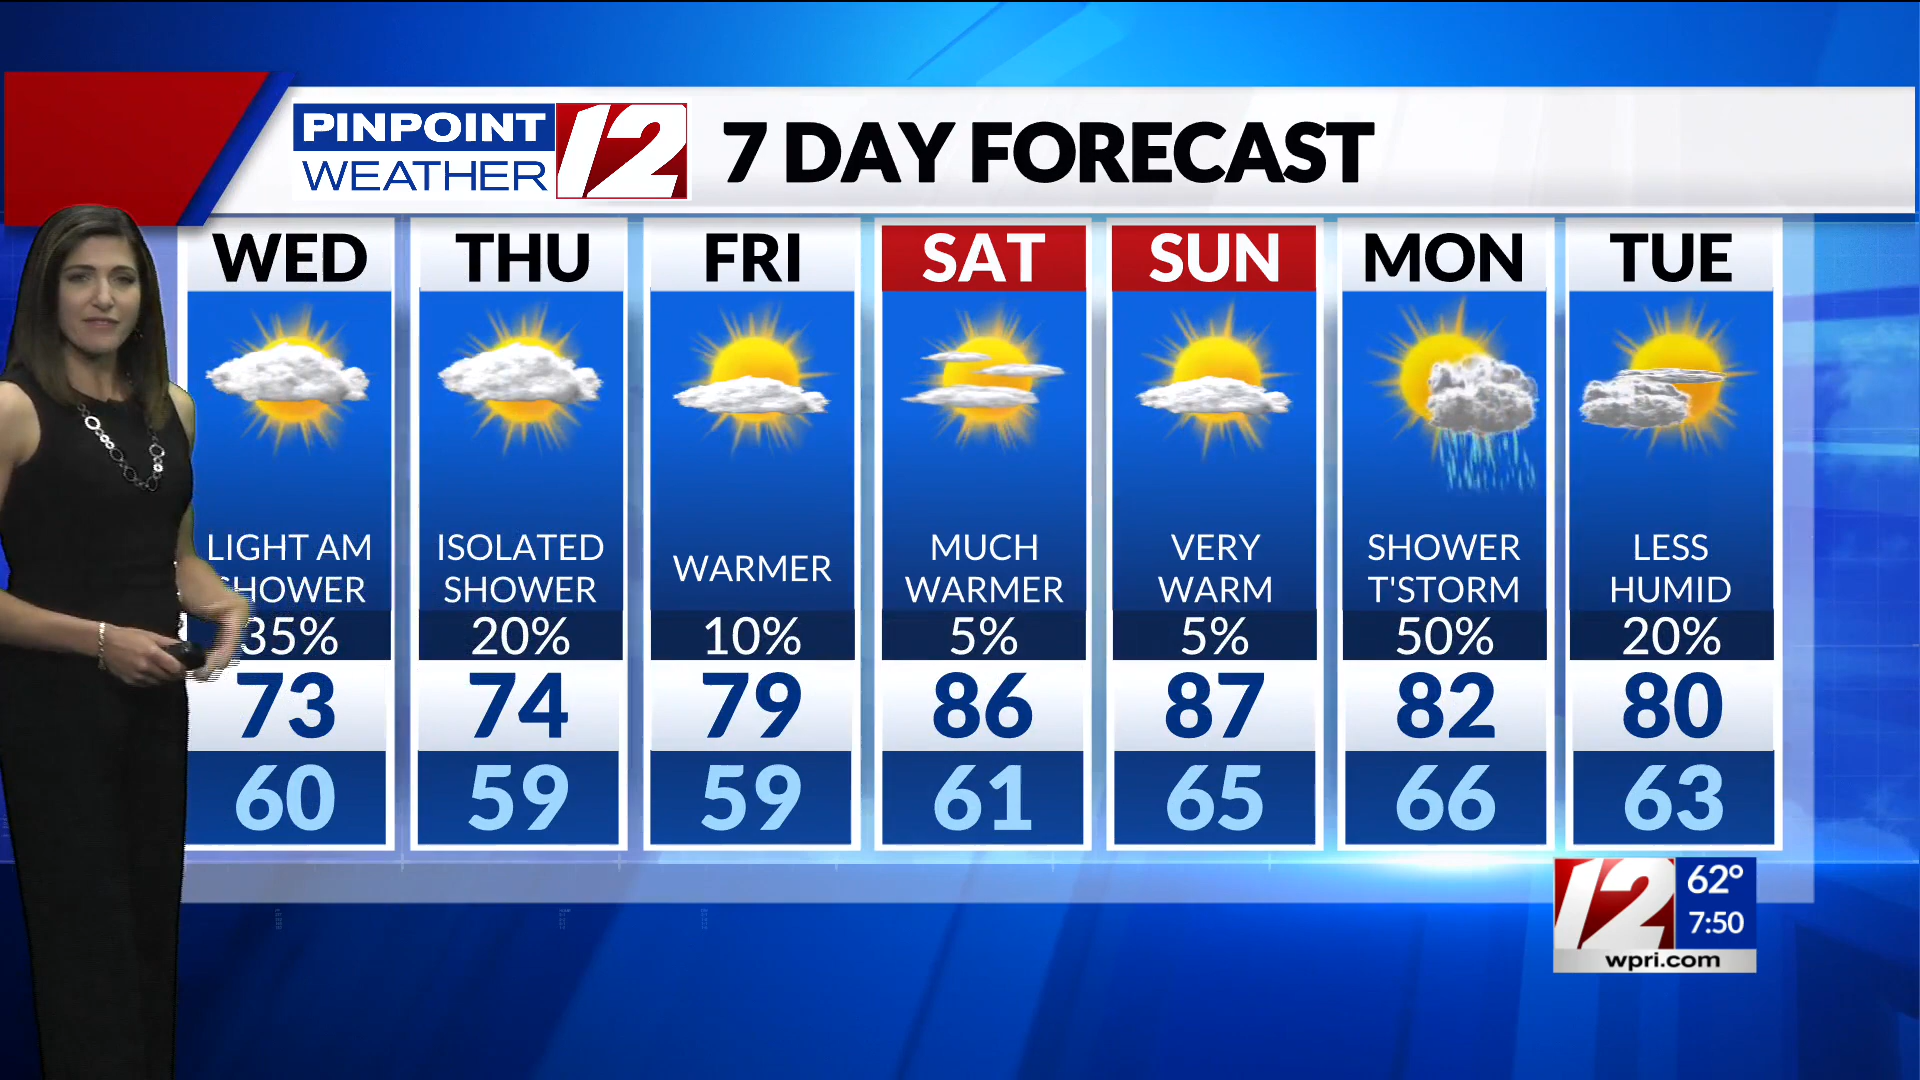 PINPOINT
WEATHER
12
7 DAY FORECAST
WED
THU
FRI
SAT
SUN
MON
TUE
LIGHT AM
SHOWER
ISOLATED
SHOWER
WARMER
MUCH
WARMER
VERY
WARM
SHOWER
T'STORM
LESS
HUMID
35%
20%
10%
5%
5%
50%
20%
73
74
79
86
87
82
80
60
59
59
61
65
66
63
12
62°
7:50
wpri.com